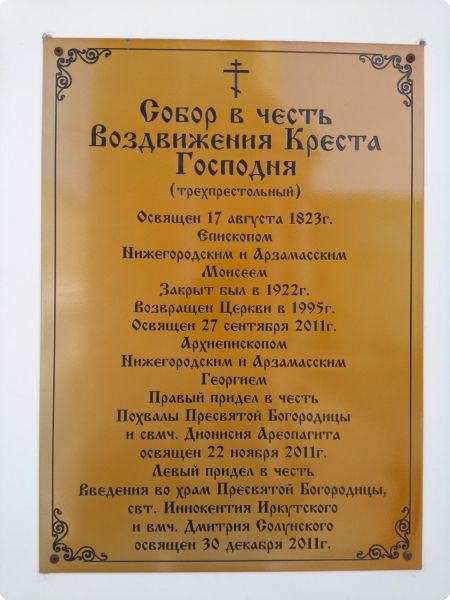 Собор в честь
Воздвижения Креста
Господня
(трехпрестольный)
Освящен 17 августа 1823г.
Епископом
Нижегородским и Арзамасским
Моисеем
Закрыт был в 1922г.
Возвращен Церкви в 1995г.
Освящен 27 сентября 2011г.
Архиепископом
Нижегородским и Арзамасским
Георгием
Правый придел в честь
Похвалы Пресвятой Богородицы
и свмч. Дионисия Ареопагита
освящен 22 ноября 2011г.
Левый придел в честь
Введения во храм Пресвятой Богородицы,
свт. Иннокентия Иркутского
и вмч. Дмитрия Солунского
освящен 30 декабря 2011г.